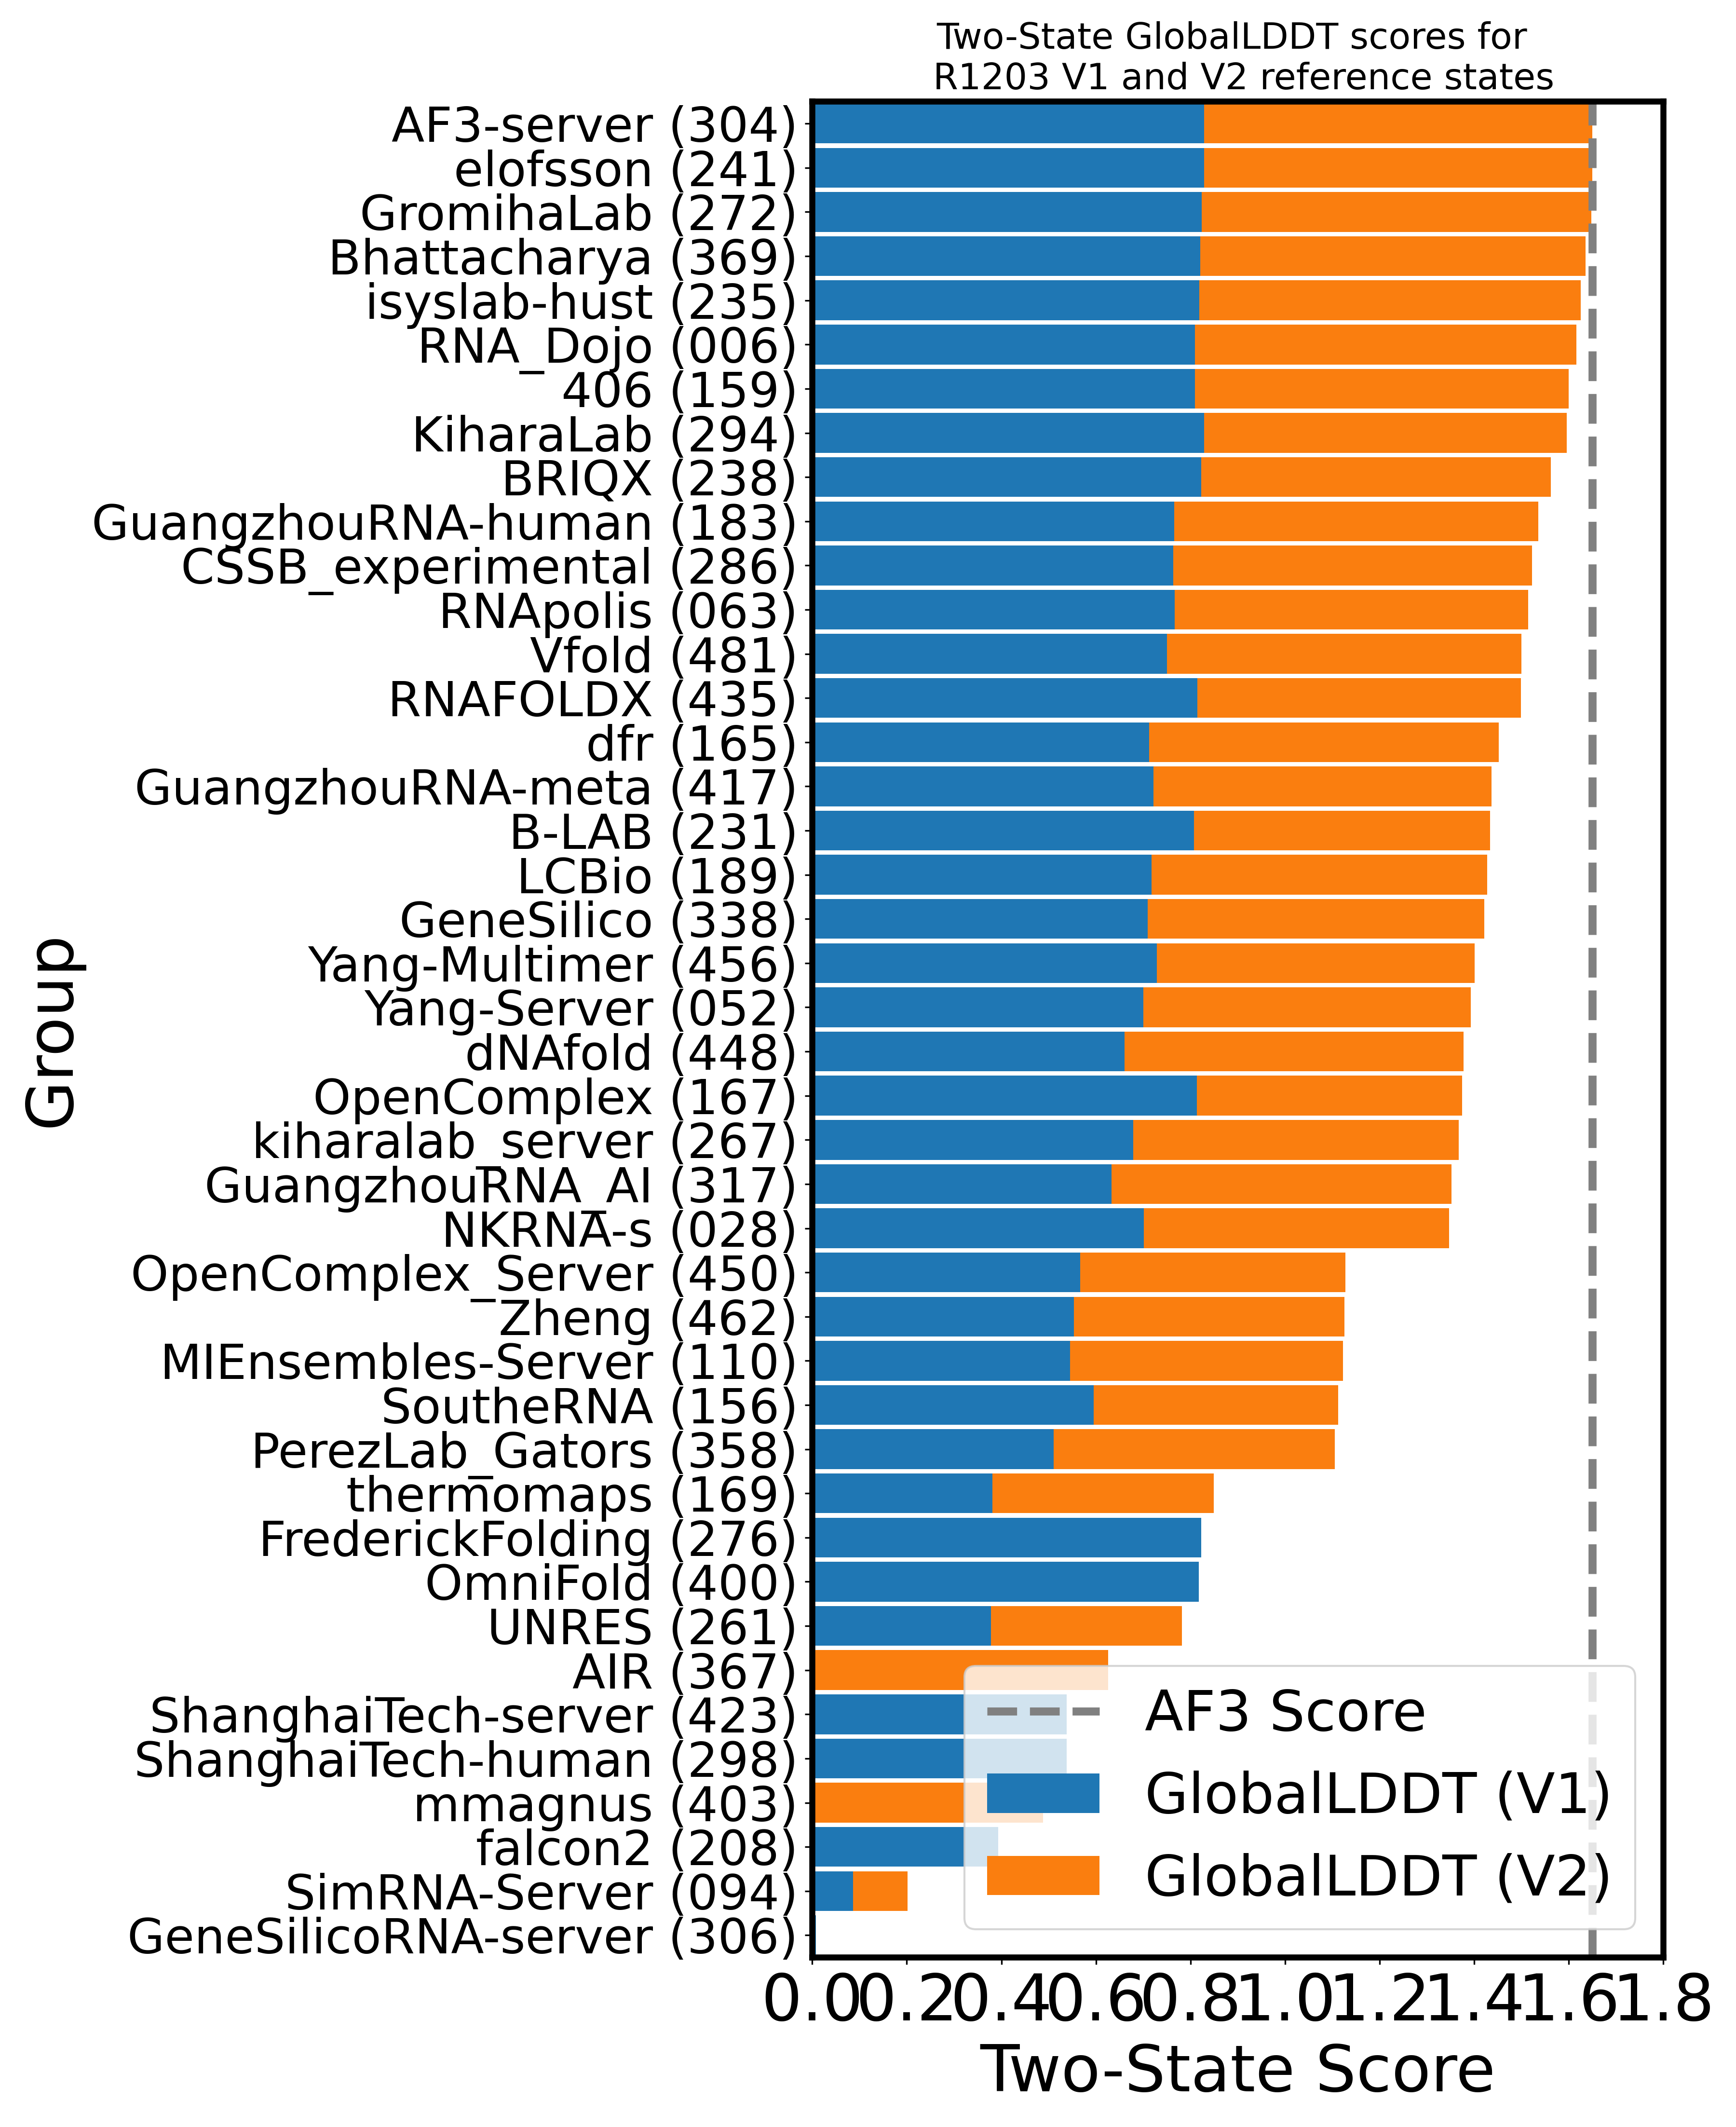 Two-State GlobalLDDT scores for
R1203 V1 and V2 reference states
AF3-server (304)
elofsson (241)
GromihaLab (272)
Bhattacharya (369)
isyslab-hust (235)
RNA_Dojo (006)
406 (159)
KiharaLab (294)
BRIQX (238)
GuangzhouRNA-human (183)
CSSB_experimental (286)
RNApolis (063)
Vfold (481)
RNAFOLDX (435)
dfr (165)
GuangzhouRNA-meta (417)
B-LAB (231)
LCBio (189)
GeneSilico (338)
Yang-Multimer (456)
Yang-Server (052)
dNAfold (448)
OpenComplex (167)
kiharalab_server (267)
GuangzhouRNA_AI (317)
NKRNA-s (028)
OpenComplex_Server (450)
Zheng (462)
MIEnsembles-Server (110)
SoutheRNA (156)
PerezLab_Gators (358)
thermomaps (169)
FrederickFolding (276)
OmniFold (400)
UNRES (261)
AIR (367)
ShanghaiTech-server (423)
ShanghaiTech-human (298)
mmagnus (403)
falcon2 (208)
SimRNA-Server (094)
GeneSilicoRNA-server (306)
Group
AF3 Score
GlobalLDDT (V1)
GlobalLDDT (V2)
0.0 0.2 0.4 0.6 0.8 1.0 1.2 1.4 1.6 1.8
Two-State Score